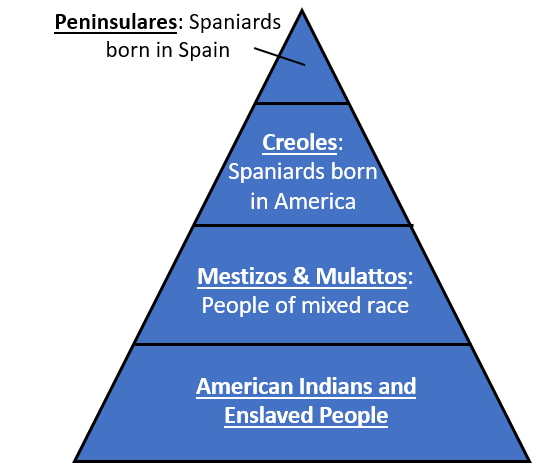 Peninsulares: Spaniards
born in Spain
Creoles:
Spaniards born
in America
Mestizos & Mulattos:
People of mixed race
American Indians and
Enslaved People